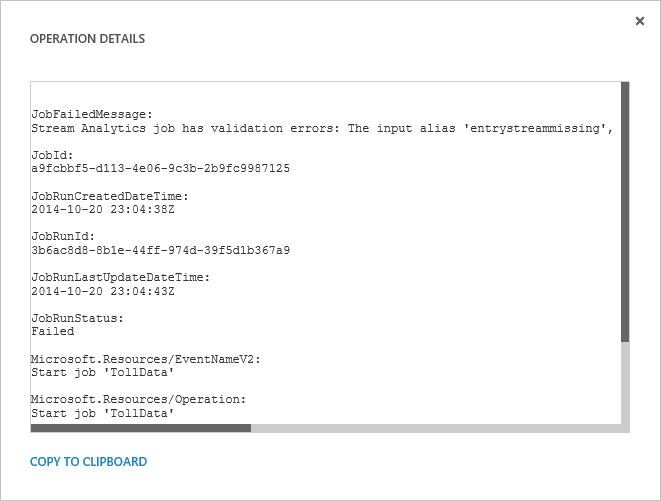 OPERATION DETAILS
JobFailedMessage:
Stream Analytics job has validation errors: The input alias 'entrystreammissing',
JobId:
a9fcbbf5-d113-4e06-9c3b-2b9fc9987125
JobRunCreatedDateTime:
2014-10-20 23:04:38Z
JobRunId:
3b6ac8d8-8b1e-44ff-974d-39f5d1b367a9
JobRunLastUpdateDateTime:
2014-10-20 23:04:43Z
JobRunStatus:
Failed
Microsoft.Resources/EventNameV2:
Start job 'TollData'
Microsoft.Resources/Operation:
Start job 'TollData'
COPY TO CLIPBOARD